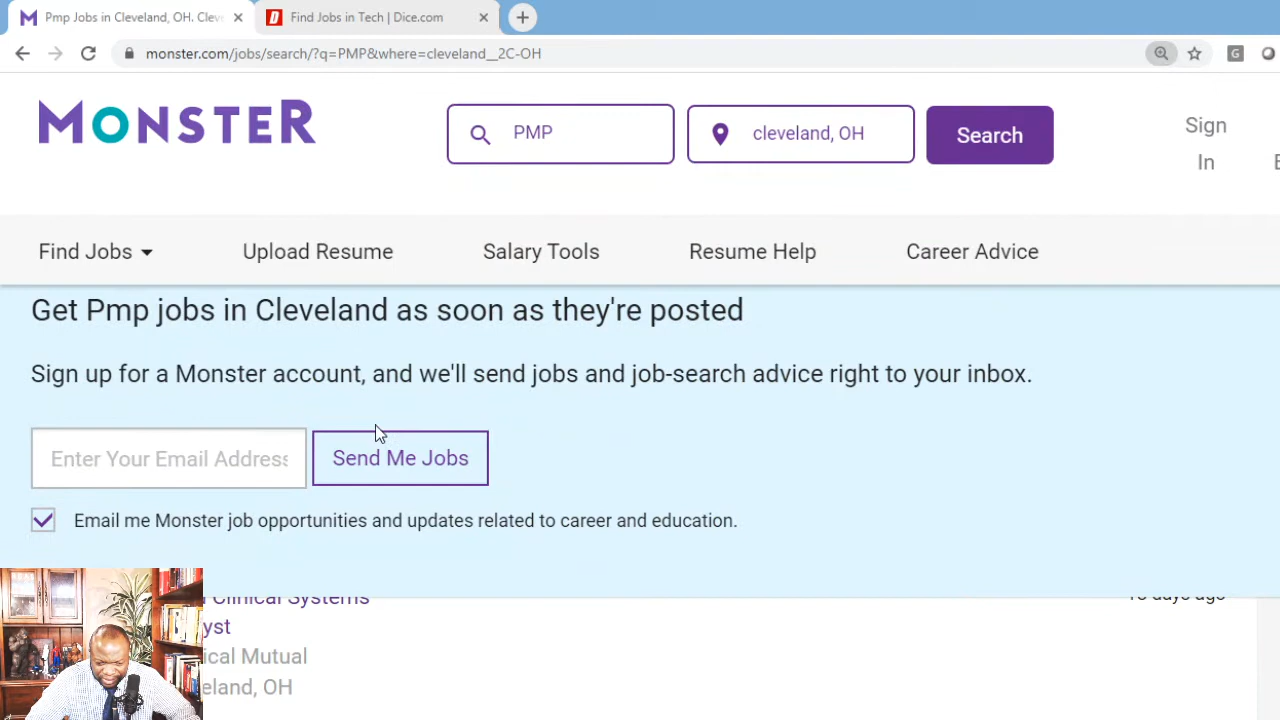 Pmp Jobs in Cleveland, OH. Clev
Find Jobs in Tech | Dice.com
monster.com/jobs/search/?q=PMP&where=cleveland__2C-OH
MONSTER
PMP
cleveland, OH
Search
Sign
In
Find Jobs
Upload Resume
Salary Tools
Resume Help
Career Advice
Get Pmp jobs in Cleveland as soon as they're posted
Sign up for a Monster account, and we'll send jobs and job-search advice right to your inbox.
Enter Your Email Address
Send Me Jobs
Email me Monster job opportunities and updates related to career and education.
Clinical Systems
days ago
yst
ical Mutual
eland, OH